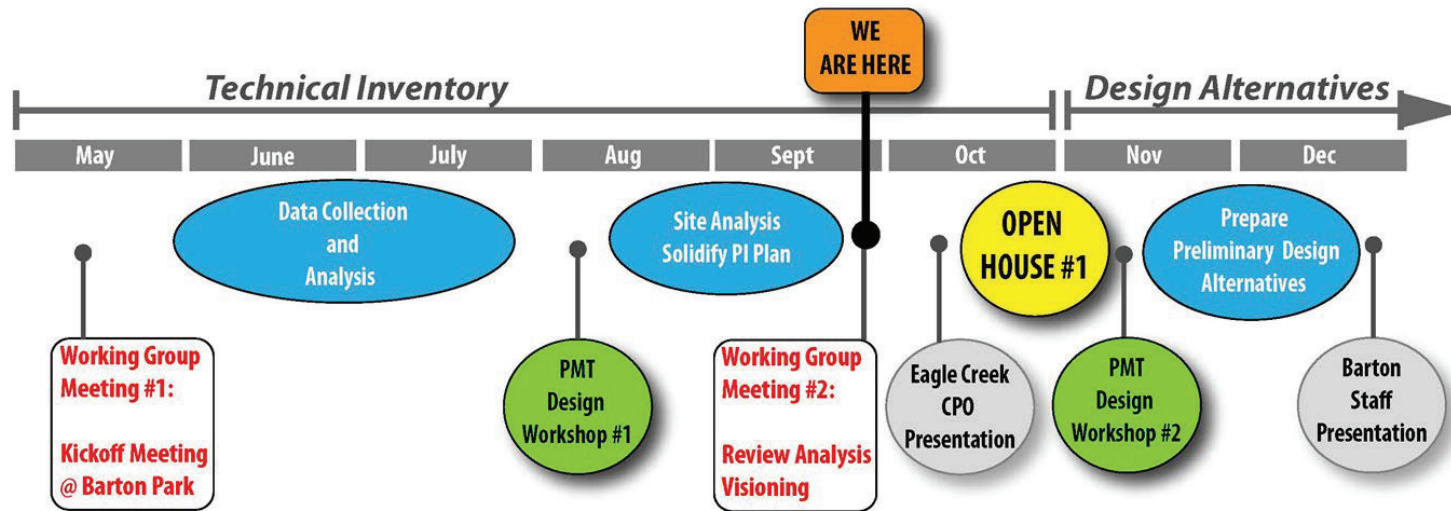 WE
ARE HERE
Technical Inventory
Design Alternatives
May
June
July
Aug
Sept
Oct
Nov
Dec
Data Collection
and
Analysis
Site Analysis
Solidify PI Plan
OPEN
HOUSE #1
Prepare
Preliminary Design
Alternatives
Working Group
Meeting #1:
Kickoff Meeting
@ Barton Park
PMT
Design
Workshop #1
Working Group
Meeting #2:
Review Analysis
Visioning
Eagle Creek
CPO
Presentation
PMT
Design
Workshop #2
Barton
Staff
Presentation